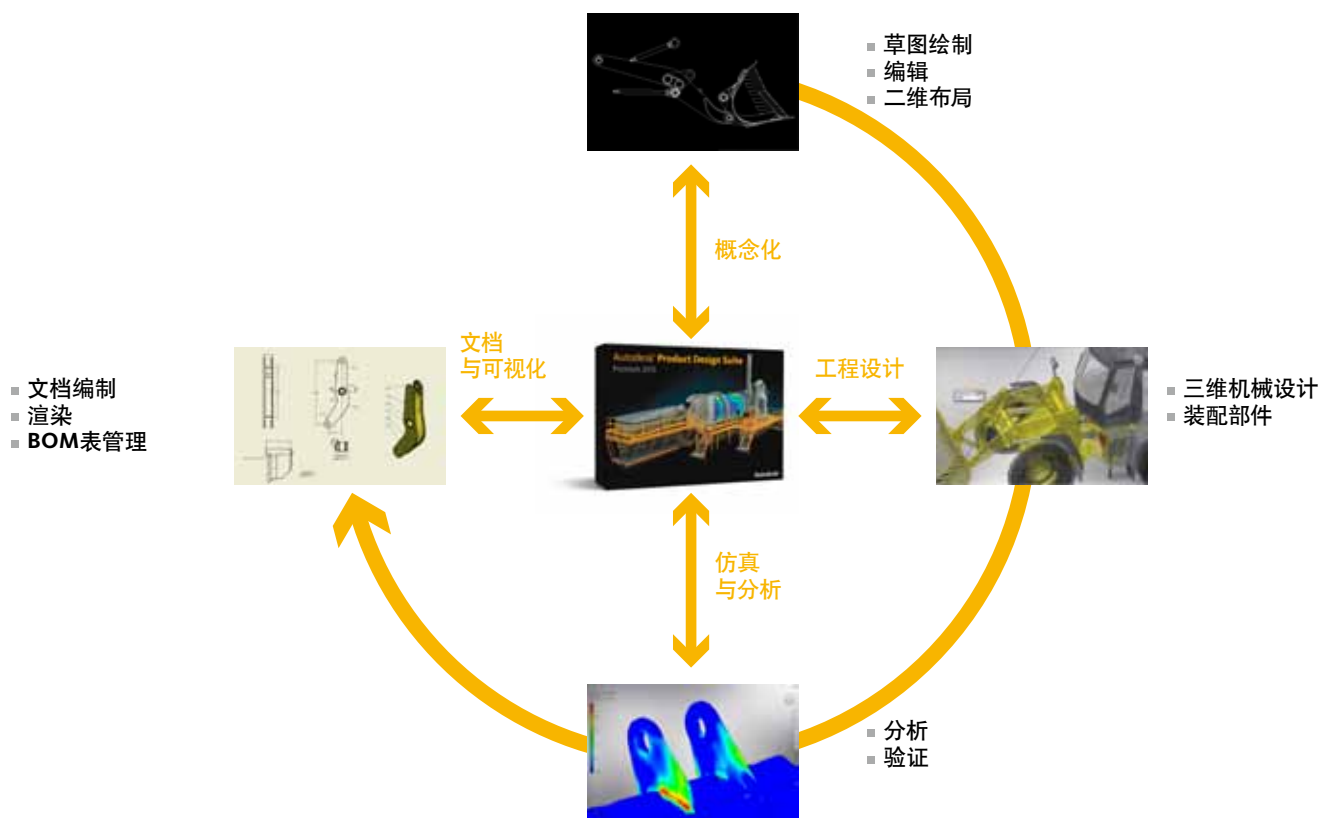 草图绘制
编辑
二维布局
概念化
文档
与可视化
工程设计
Autodesk® Product Design Suite
文档编制
渲染
BOM表管理
三维机械设计
装配部件
仿真
与分析
分析
验证